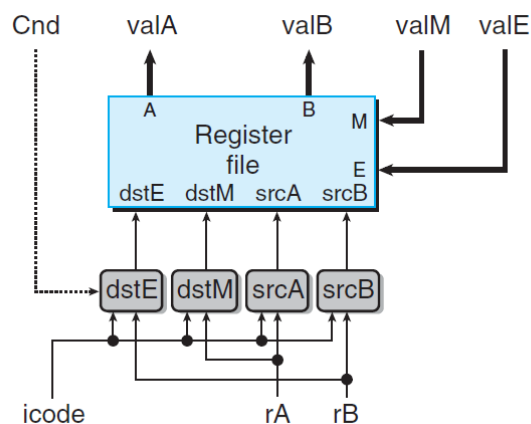 Cnd valA valB valM valE
A B M
Register
file
E
dstE dstM srcA srcB
dstE dstM srcA srcB
icode rA rB